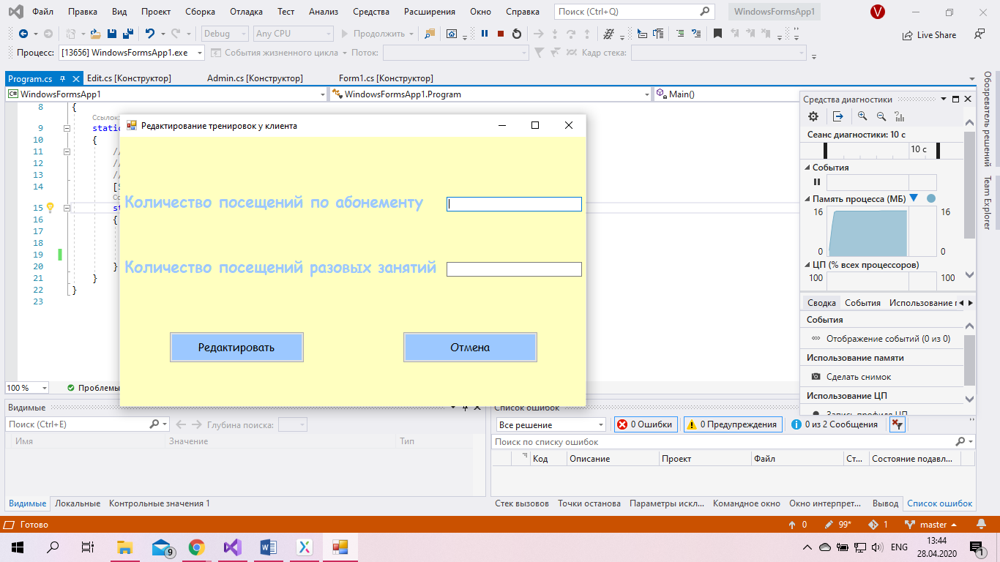 Файл Правка Вид Проект Сборка Отладка Тест Анализ Средства Расширения Окно Справка Поиск (Ctrl+Q) WindowsFormsApp1 V
Debug Any CPU Продолжить Live Share
Процесс: [13656] WindowsFormsApp1.exe События жизненного цикла Поток: Кадр стека:
Program.cs Edit.cs [Конструктор] Admin.cs [Конструктор] Form1.cs [Конструктор]
C# WindowsFormsApp1 WindowsFormsApp1.Program Main()
8 {
Ссылок:
9 static
10 {
11 //
12 //
13 //
14 [S
15 st
16 {
17
18
19
20 }
21 }
22 }
23
100 % Проблемы
Редактирование тренировок у клиента
Количество посещений по абонементу
Количество посещений разовых занятий
Редактировать Отмена
Средства диагностики
Сеанс диагностики: 10 с
10 с
События
Память процесса (МБ)
16 16
0 0
ЦП (% всех процессоров)
100 100
Сводка События Использование п
События
Отображение событий (0 из 0)
Использование памяти
Сделать снимок
Использование ЦП
Запись профиля ЦП
Обозреватель решений
Team Explorer
Видимые
Поиск (Ctrl+E) Глубина поиска:
Имя Значение Тип
Видимые Локальные Контрольные значения 1
Список ошибок
Все решение 0 Ошибки 0 Предупреждения 0 из 2 Сообщения
Поиск по списку ошибок
Код Описание Проект Файл Ст... Состояние подавл...
Стек вызовов Точки останова Параметры искл... Командное окно Окно интерпрет... Вывод Список ошибок
Готово 0 99* 1 master
9 ENG 13:44
28.04.2020 1